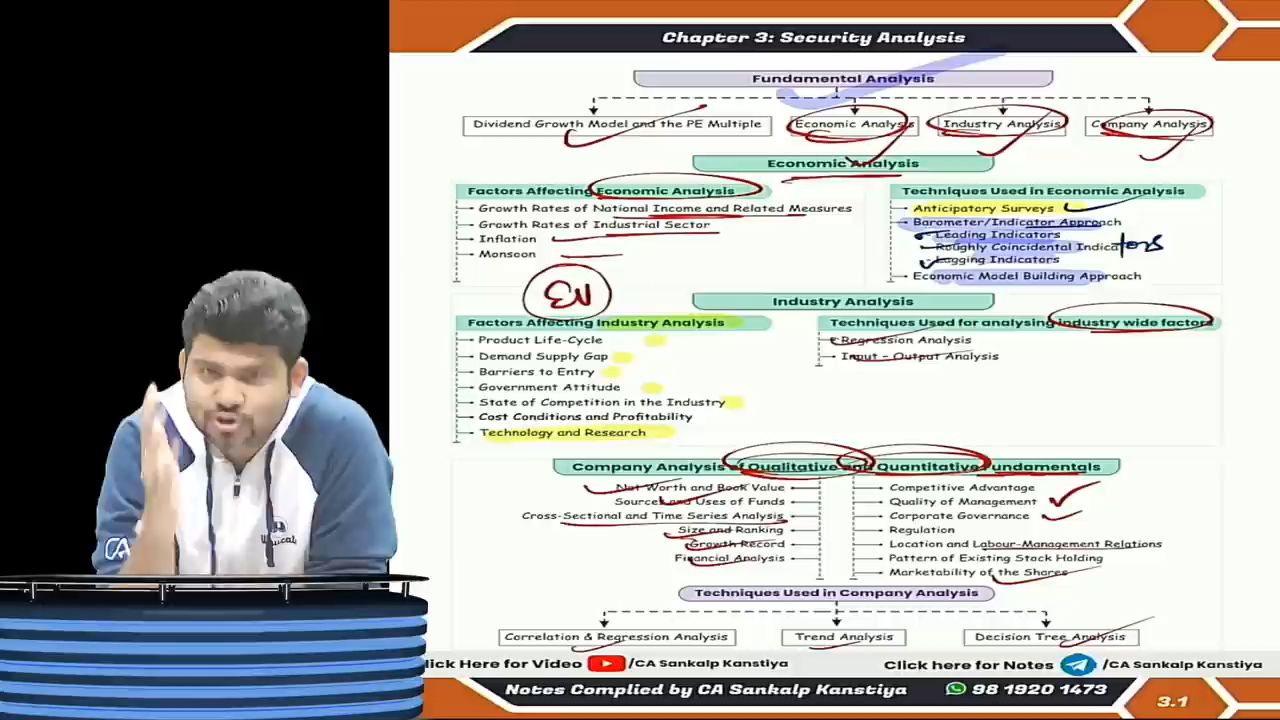 Chapter 3: Security Analysis
Fundamental Analysis
Dividend Growth Model and the PE Multiple
Economic Analysis
Industry Analysis
Company Analysis
Economic Analysis
Factors Affecting Economic Analysis
Growth Rates of National Income and Related Measures
Growth Rates of Industrial Sector
Inflation
Monsoon
Techniques Used in Economic Analysis
Anticipatory Surveys
Barometer/Indicator Approach
Leading Indicators
Roughly Coincidental Indicators
Lagging Indicators
Economic Model Building Approach
Industry Analysis
Factors Affecting Industry Analysis
Product Life-Cycle
Demand Supply Gap
Barriers to Entry
Government Attitude
State of Competition in the Industry
Cost Conditions and Profitability
Technology and Research
Techniques Used for analysing industry wide factors
Regression Analysis
Input - Output Analysis
Company Analysis of Qualitative and Quantitative Fundamentals
Net Worth and Book Value
Sources and Uses of Funds
Cross-Sectional and Time Series Analysis
Size and Ranking
Growth Record
Financial Analysis
Competitive Advantage
Quality of Management
Corporate Governance
Regulation
Location and Labour-Management Relations
Pattern of Existing Stock Holding
Marketability of the Shares
Techniques Used in Company Analysis
Correlation & Regression Analysis
Trend Analysis
Decision Tree Analysis
lick Here for Video /CA Sankalp Kanstiya
Click here for Notes /CA Sankalp Kanstiya
Notes Complied by CA Sankalp Kanstiya 98 1920 1473
3.1
CA